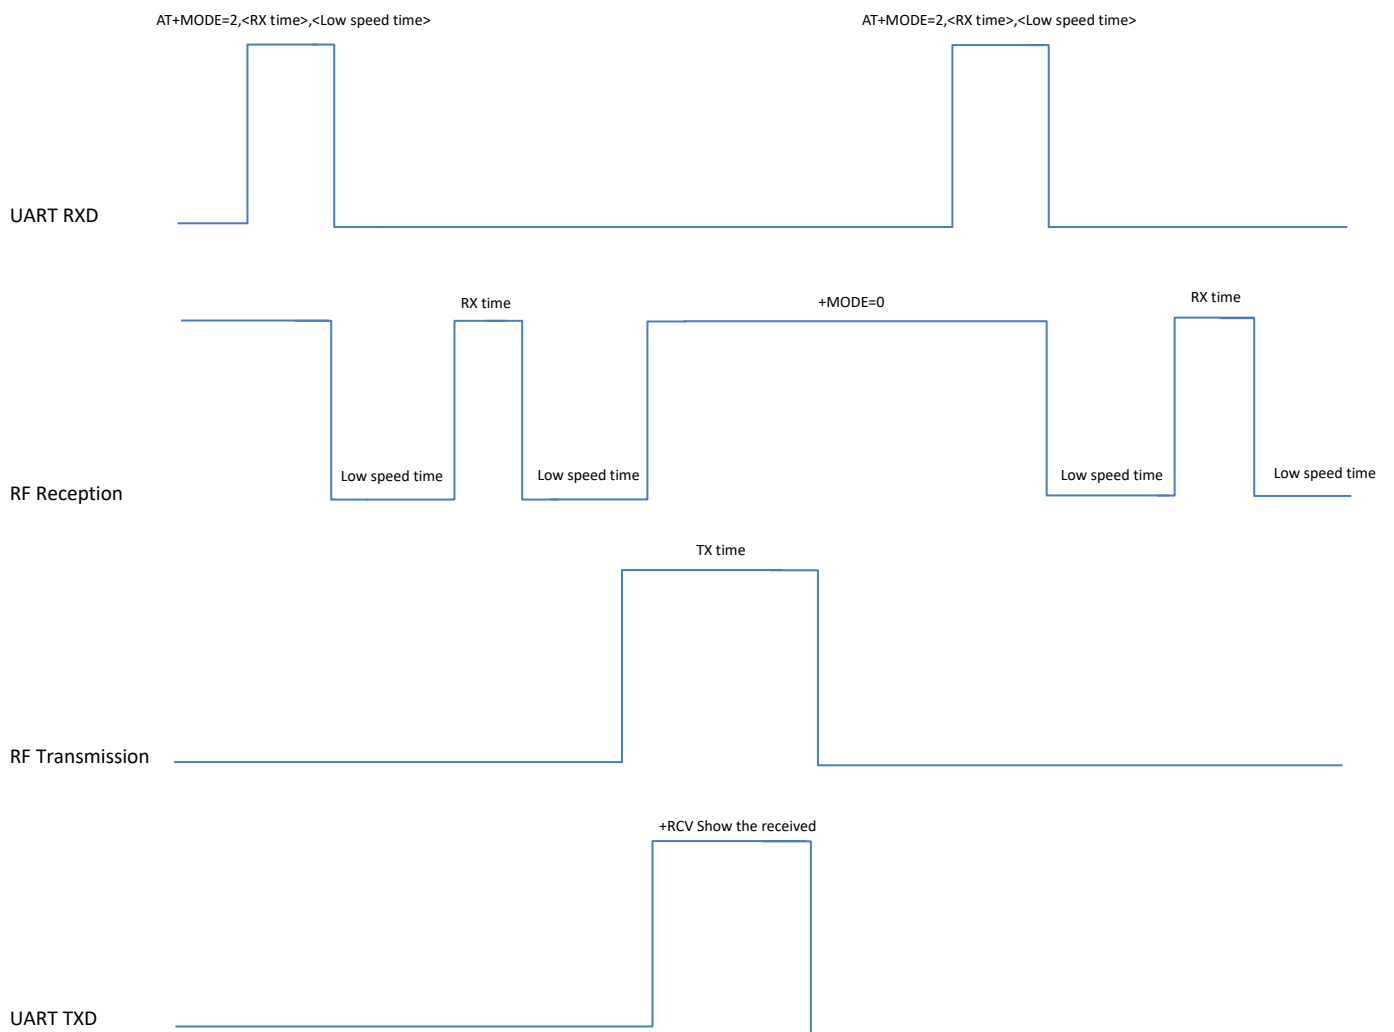 AT+MODE=2,<RX time>,<Low speed time>
AT+MODE=2,<RX time>,<Low speed time>
UART RXD
RX time
+MODE=0
RX time
Low speed time
Low speed time
Low speed time
Low speed time
RF Reception
TX time
RF Transmission
+RCV Show the received
UART TXD